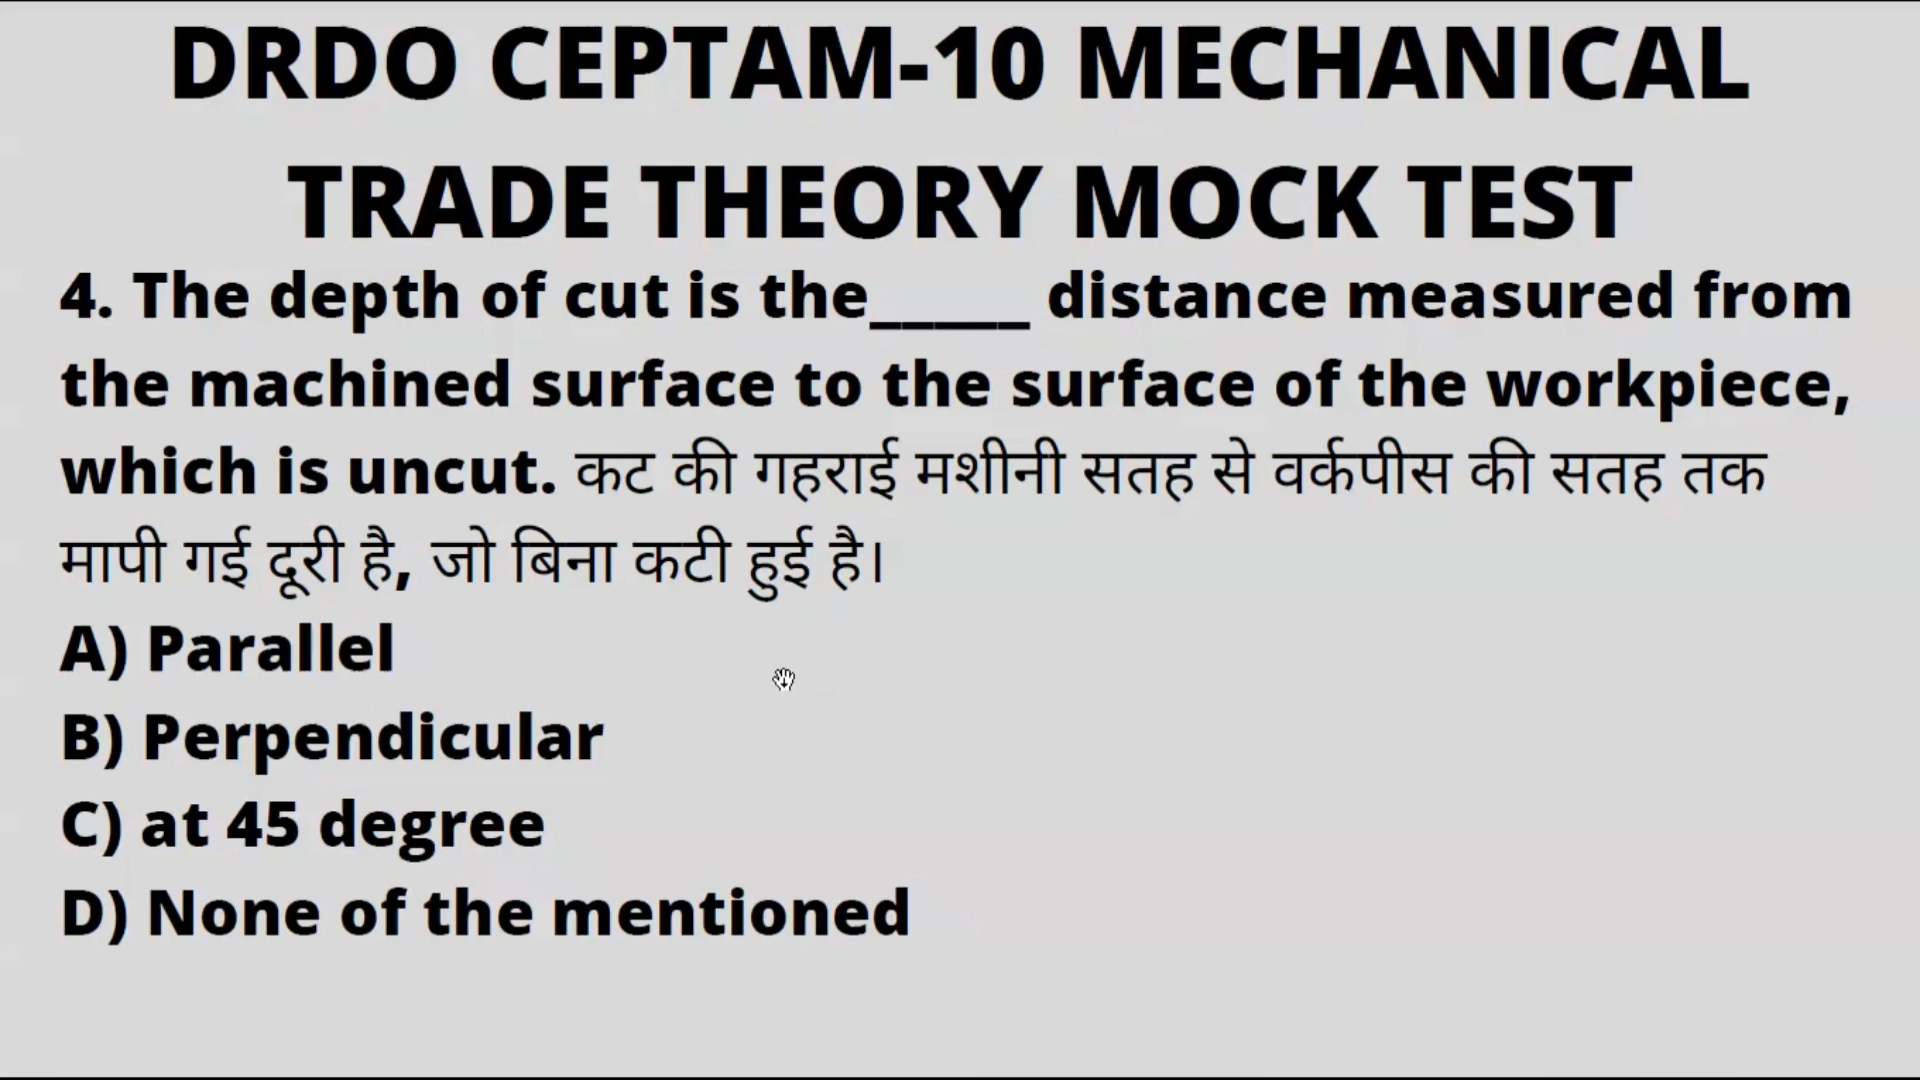 DRDO CEPTAM-10 MECHANICAL
TRADE THEORY MOCK TEST
4. The depth of cut is the_____ distance measured from
the machined surface to the surface of the workpiece,
which is uncut. कट की गहराई मशीनी सतह से वर्कपीस की सतह तक
मापी गई दूरी है, जो बिना कटी हुई है।
A) Parallel
B) Perpendicular
C) at 45 degree
D) None of the mentioned